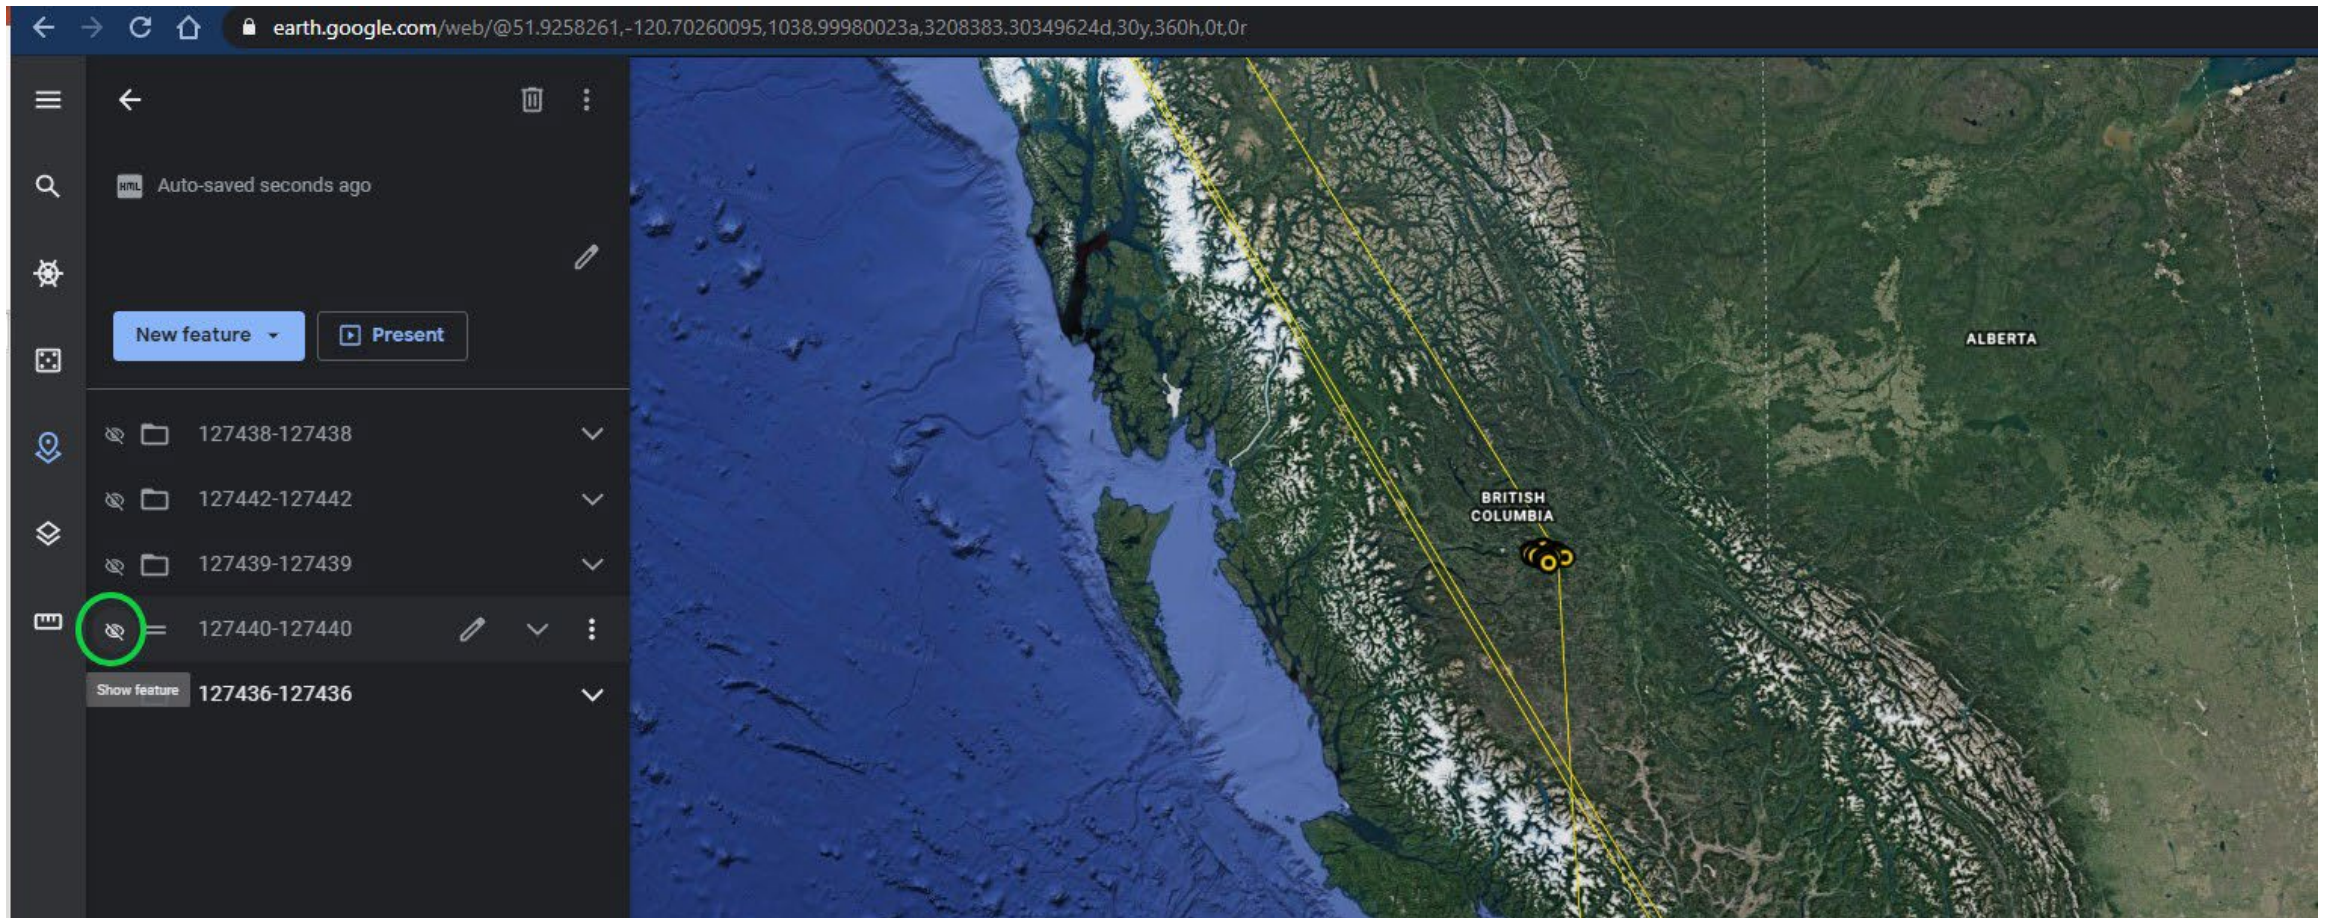 earth.google.com/web/@51.9258261,-120.70260095,1038.99980023a,3208383.30349624d,30y,360h,0t,0r
KML Auto-saved seconds ago
New feature
Present
127438-127438
127442-127442
127439-127439
127440-127440
Show feature
127436-127436
ALBERTA
BRITISH
COLUMBIA